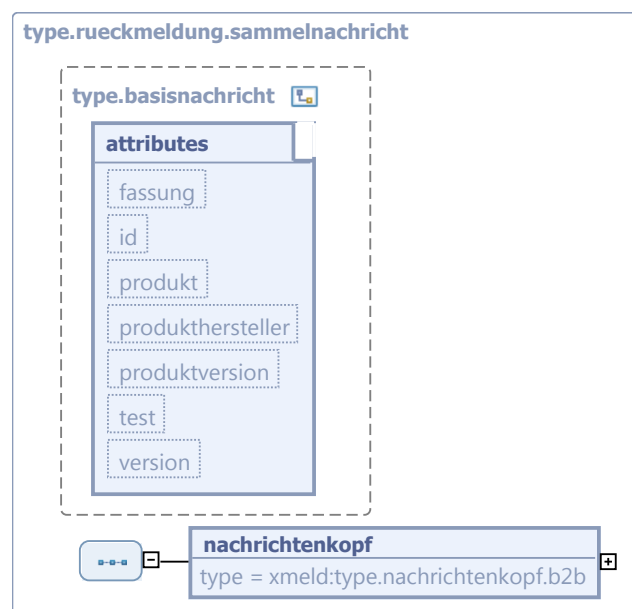 type.rueckmeldung.sammelnachricht
type.basisnachricht
attributes
fassung
id
produkt
produkthersteller
produktversion
test
version
nachrichtenkopf
type = xmeld:type.nachrichtenkopf.b2b